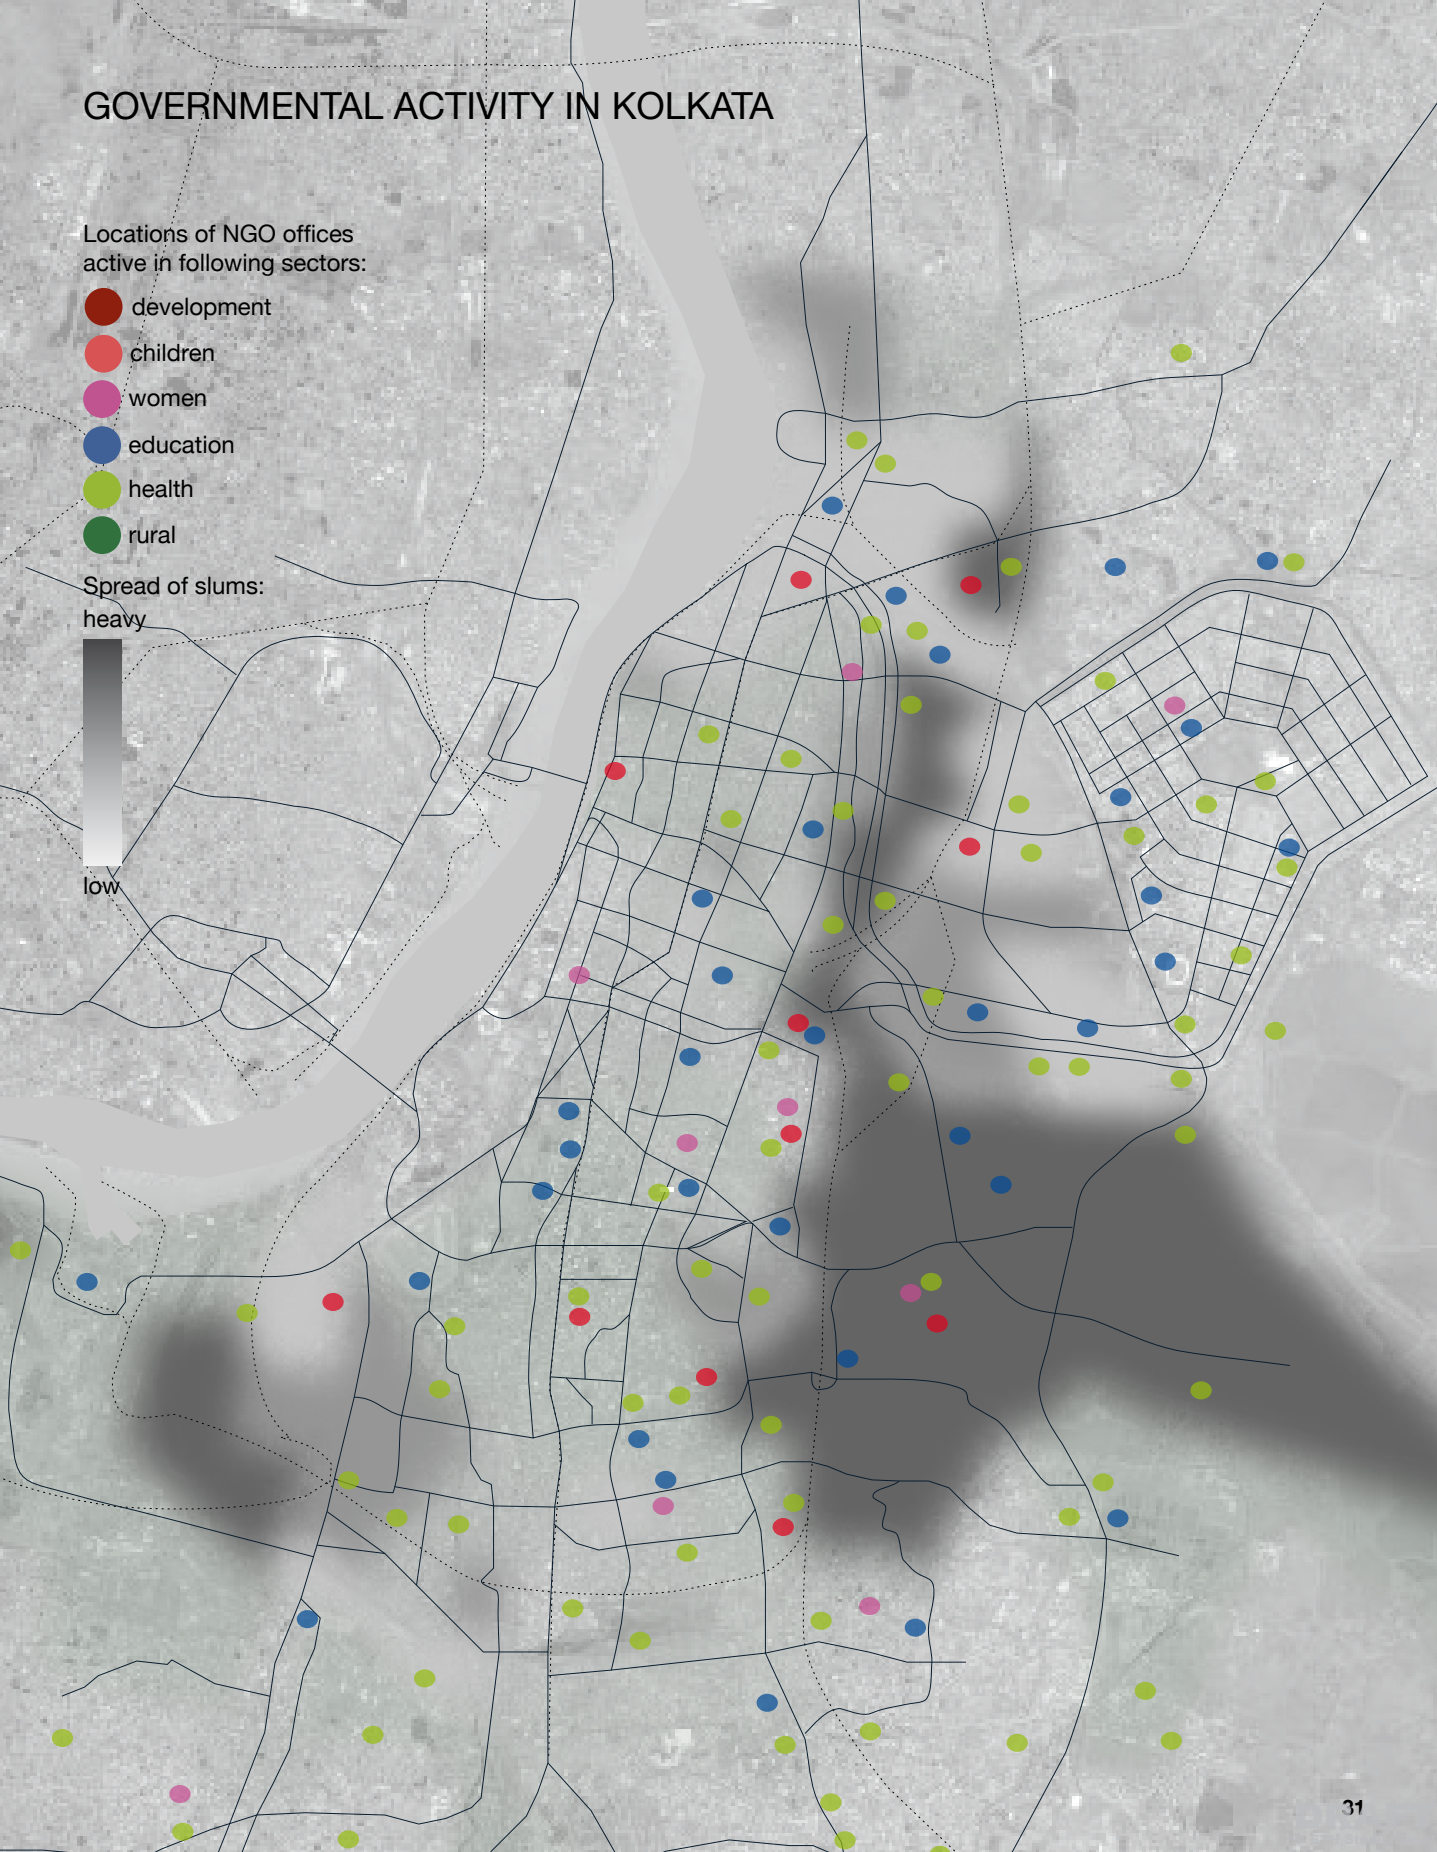 GOVERNMENTAL ACTIVITY IN KOLKATA
Locations of NGO offices
active in following sectors:
development
children
women
education
health
rural
Spread of slums:
heavy
low
31